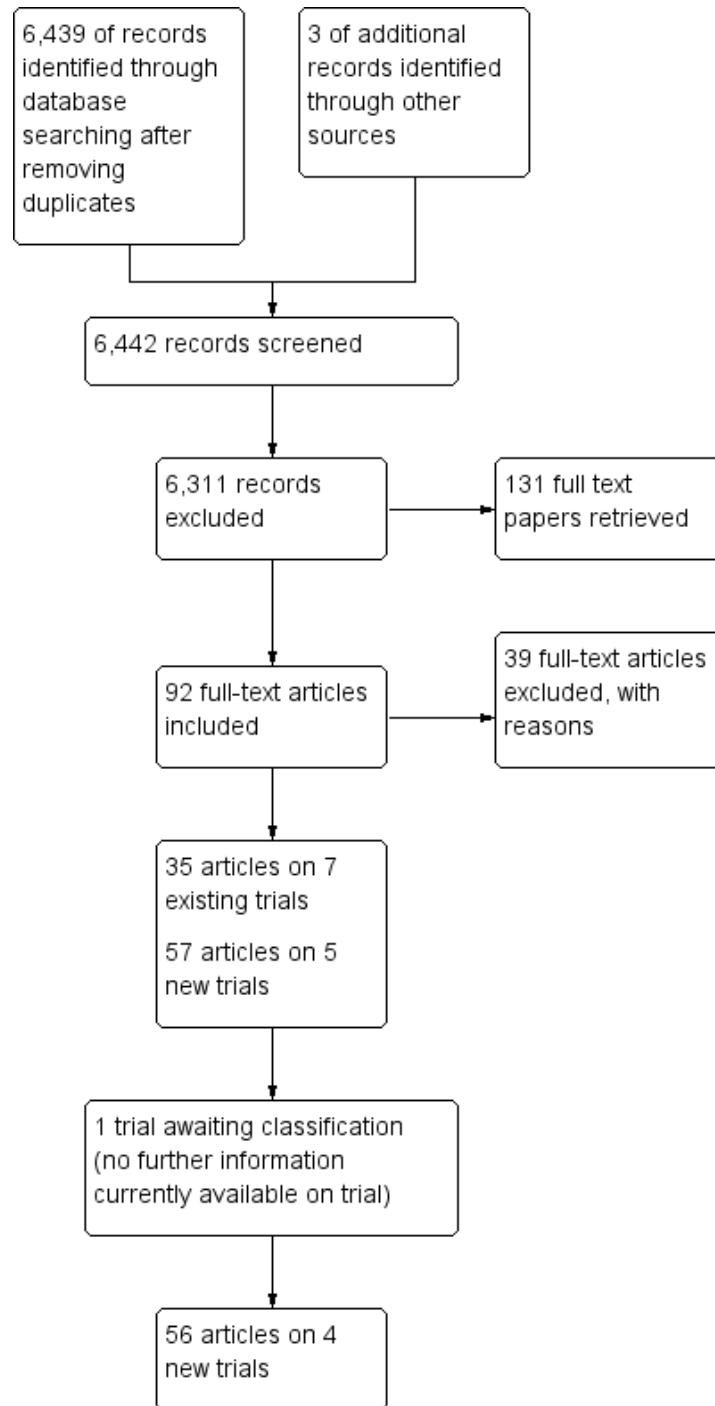 6,439 of records
identified through
database
searching after
removing
duplicates
3 of additional
records identified
through other
sources
6,442 records screened
6,311 records
excluded
131 full text
papers retrieved
92 full-text articles
included
39 full-text articles
excluded, with
reasons
35 articles on 7
existing trials
57 articles on 5
new trials
1 trial awaiting classification
(no further information
currently available on trial)
56 articles on 4
new trials